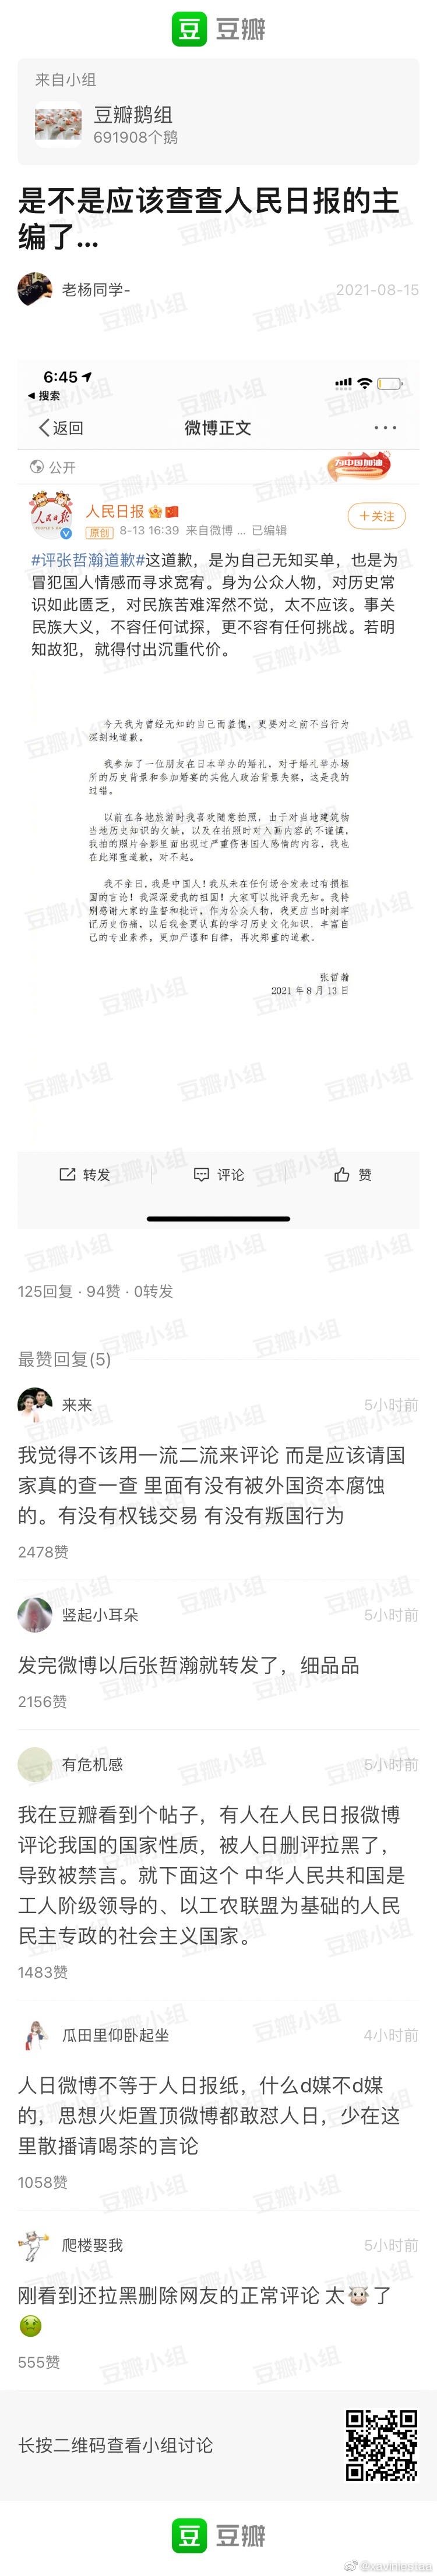 豆瓣
来自小组
豆瓣鹅组
691908个鹅
是不是应该查查人民日报的主
编了...
老杨同学-
2021-08-15
6:45
搜索
返回
微博正文
公开
为中国加油
人民日报
原创 8-13 16:39 来自微博 ... 已编辑
+关注
#评张哲瀚道歉#这道歉，是为自己无知买单，也是为
冒犯国人情感而寻求宽宥。身为公众人物，对历史常
识如此匮乏，对民族苦难浑然不觉，太不应该。事关
民族大义，不容任何试探，更不容有任何挑战。若明
知故犯，就得付出沉重代价。
今天我为曾经无知的自己而羞愧，更要对之前不当行为
深刻地道歉。
我参加了一位朋友在日本举办的婚礼，对于婚礼举办场
所的历史背景和参加婚宴的其他人政治背景失察，这是我的
过错。
以前在各地旅游时我喜欢随意拍照，由于对当地建筑物
当地历史知识的欠缺，以及在拍照时对入画内容的不谨慎，
我拍的照片合影里面出现过严重伤害国人感情的内容，我也
在此郑重道歉，对不起。
我不亲日，我是中国人！我从未在任何场合发表过有损祖
国的言论！我深深爱我的祖国！大家可以批评我无知。我特
别感谢大家的监督和批评，作为公众人物，我更应当时刻牢
记历史伤痛，以后我会更认真的学习历史文化知识，丰富自
己的专业素养，更加严谨和自律，再次郑重的道歉。
张哲瀚
2021年8月13日
转发
评论
赞
125回复 · 94赞 · 0转发
最赞回复(5)
来来
5小时前
我觉得不该用一流二流来评论 而是应该请国
家真的查一查 里面有没有被外国资本腐蚀
的。有没有权钱交易 有没有叛国行为
2478赞
竖起小耳朵
5小时前
发完微博以后张哲瀚就转发了，细品品
2156赞
有危机感
5小时前
我在豆瓣看到个帖子，有人在人民日报微博
评论我国的国家性质，被人日删评拉黑了，
导致被禁言。就下面这个 中华人民共和国是
工人阶级领导的、以工农联盟为基础的人民
民主专政的社会主义国家。
1483赞
瓜田里仰卧起坐
4小时前
人日微博不等于人日报纸，什么d媒不d媒
的，思想火炬置顶微博都敢怼人日，少在这
里散播请喝茶的言论
1058赞
爬楼娶我
5小时前
刚看到还拉黑删除网友的正常评论 太🐮了
🤢
555赞
长按二维码查看小组讨论
豆瓣